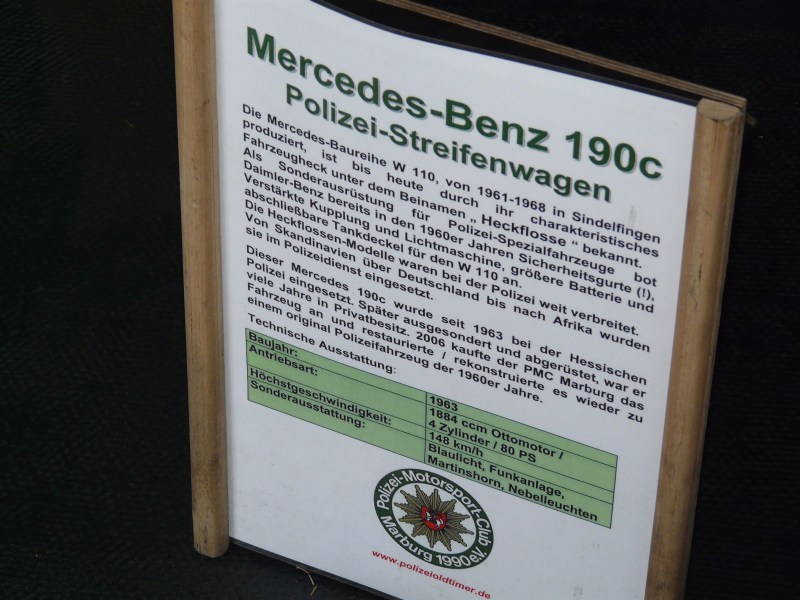 Mercedes-Benz 190c
Polizei-Streifenwagen
Die Mercedes-Baureihe W 110, von 1961-1968 in Sindelfingen
produziert, ist bis heute durch ihr charakteristisches
Fahrzeugheck unter dem Beinamen „ Heckflosse “ bekannt.
Als Sonderausrüstung für Polizei-Spezialfahrzeuge bot
Daimler-Benz bereits in den 1960er Jahren Sicherheitsgurte (!),
Verstärkte Kupplung und Lichtmaschine, größere Batterie und
abschließbare Tankdeckel für den W 110 an.
Die Heckflossen-Modelle waren bei der Polizei weit verbreitet.
Von Skandinavien über Deutschland bis nach Afrika wurden
sie im Polizeidienst eingesetzt.
Dieser Mercedes 190c wurde seit 1963 bei der Hessischen
Polizei eingesetzt. Später ausgesondert und abgerüstet, war er
viele Jahre in Privatbesitz. 2006 kaufte der PMC Marburg das
Fahrzeug an und restaurierte / rekonstruierte es wieder zu
einem original Polizeifahrzeug der 1960er Jahre.
Technische Ausstattung:
Baujahr: 1963
Antriebsart: 1884 ccm Ottomotor /
4 Zylinder / 80 PS
Höchstgeschwindigkeit: 148 km/h
Sonderausstattung: Blaulicht, Funkanlage,
Martinshorn, Nebelleuchten
Polizei-Motorsport-Club
Marburg 1990 e.V.
www.polizeioldtimer.de